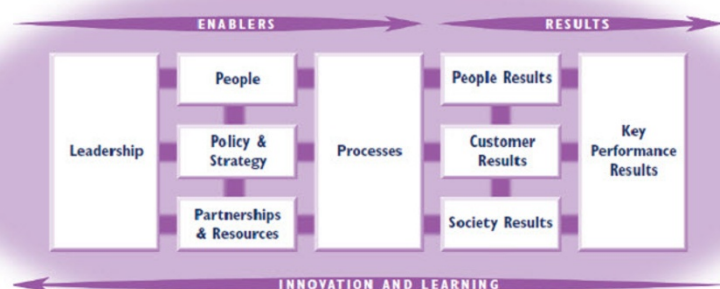 ENABLERS
RESULTS
Leadership
People
Policy &
Strategy
Partnerships
& Resources
Processes
People Results
Customer
Results
Society Results
Key
Performance
Results
INNOVATION AND LEARNING